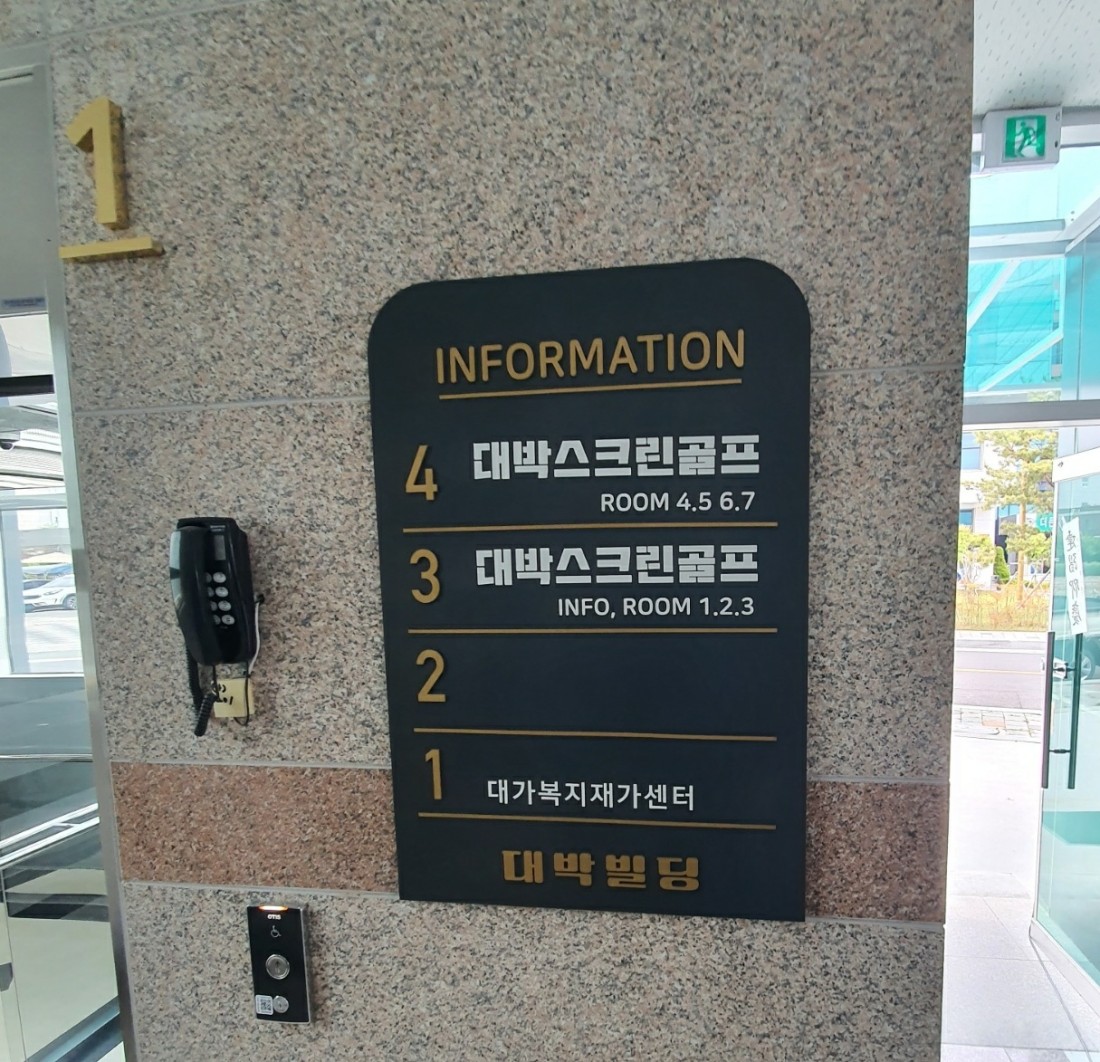 1
INFORMATION
4 대박스크린골프
ROOM 4.5 6.7
3 대박스크린골프
INFO, ROOM 1.2.3
2
1 대가복지재가센터
대박빌딩
OTIS